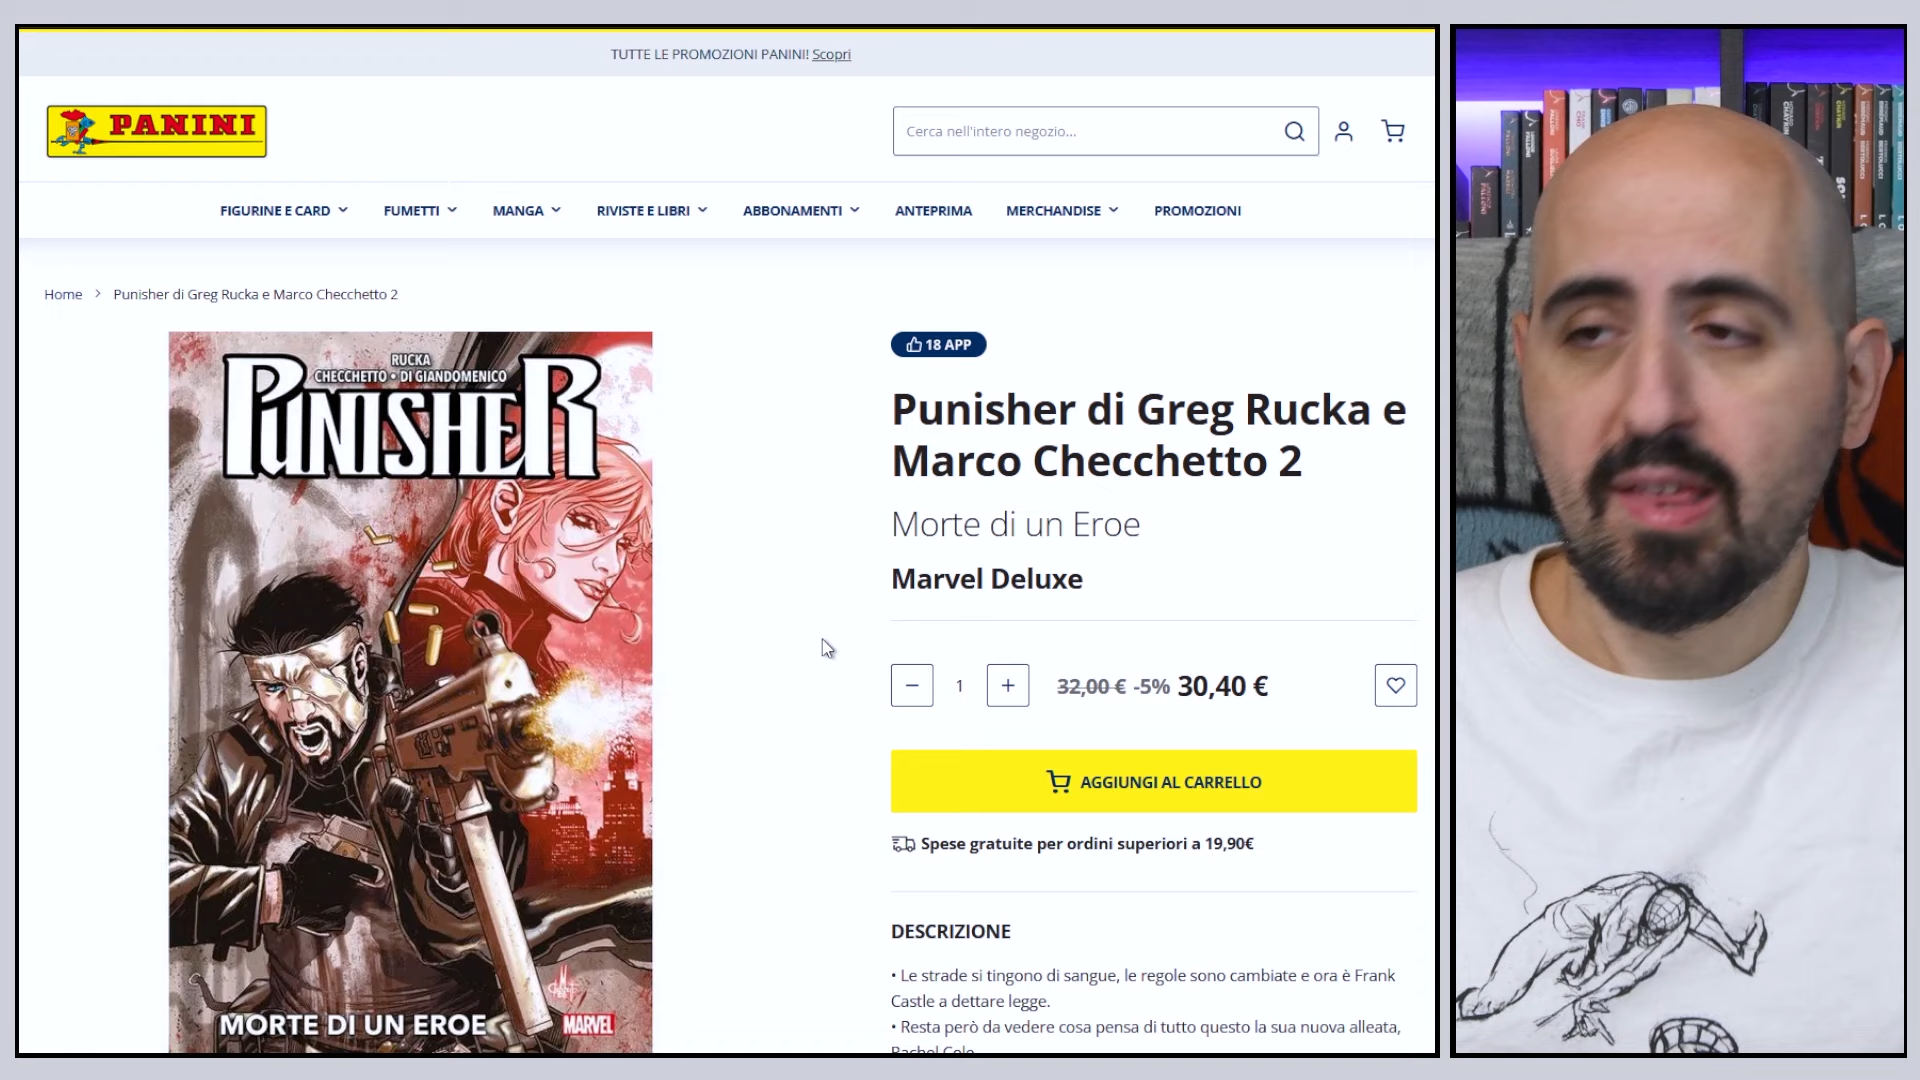 TUTTE LE PROMOZIONI PANINI! Scopri
PANINI
Cerca nell'intero negozio...
FIGURINE E CARD
FUMETTI
MANGA
RIVISTE E LIBRI
ABBONAMENTI
ANTEPRIMA
MERCHANDISE
PROMOZIONI
Home > Punisher di Greg Rucka e Marco Checchetto 2
RUCKA
CHECCHETTO • DI GIANDOMENICO
PUNISHER
MORTE DI UN EROE
MARVEL
18 APP
Punisher di Greg Rucka e
Marco Checchetto 2
Morte di un Eroe
Marvel Deluxe
1
32,00 € -5% 30,40 €
AGGIUNGI AL CARRELLO
Spese gratuite per ordini superiori a 19,90€
DESCRIZIONE
• Le strade si tingono di sangue, le regole sono cambiate e ora è Frank
Castle a dettare legge.
• Resta però da vedere cosa pensa di tutto questo la sua nuova alleata,
Rachel Cole